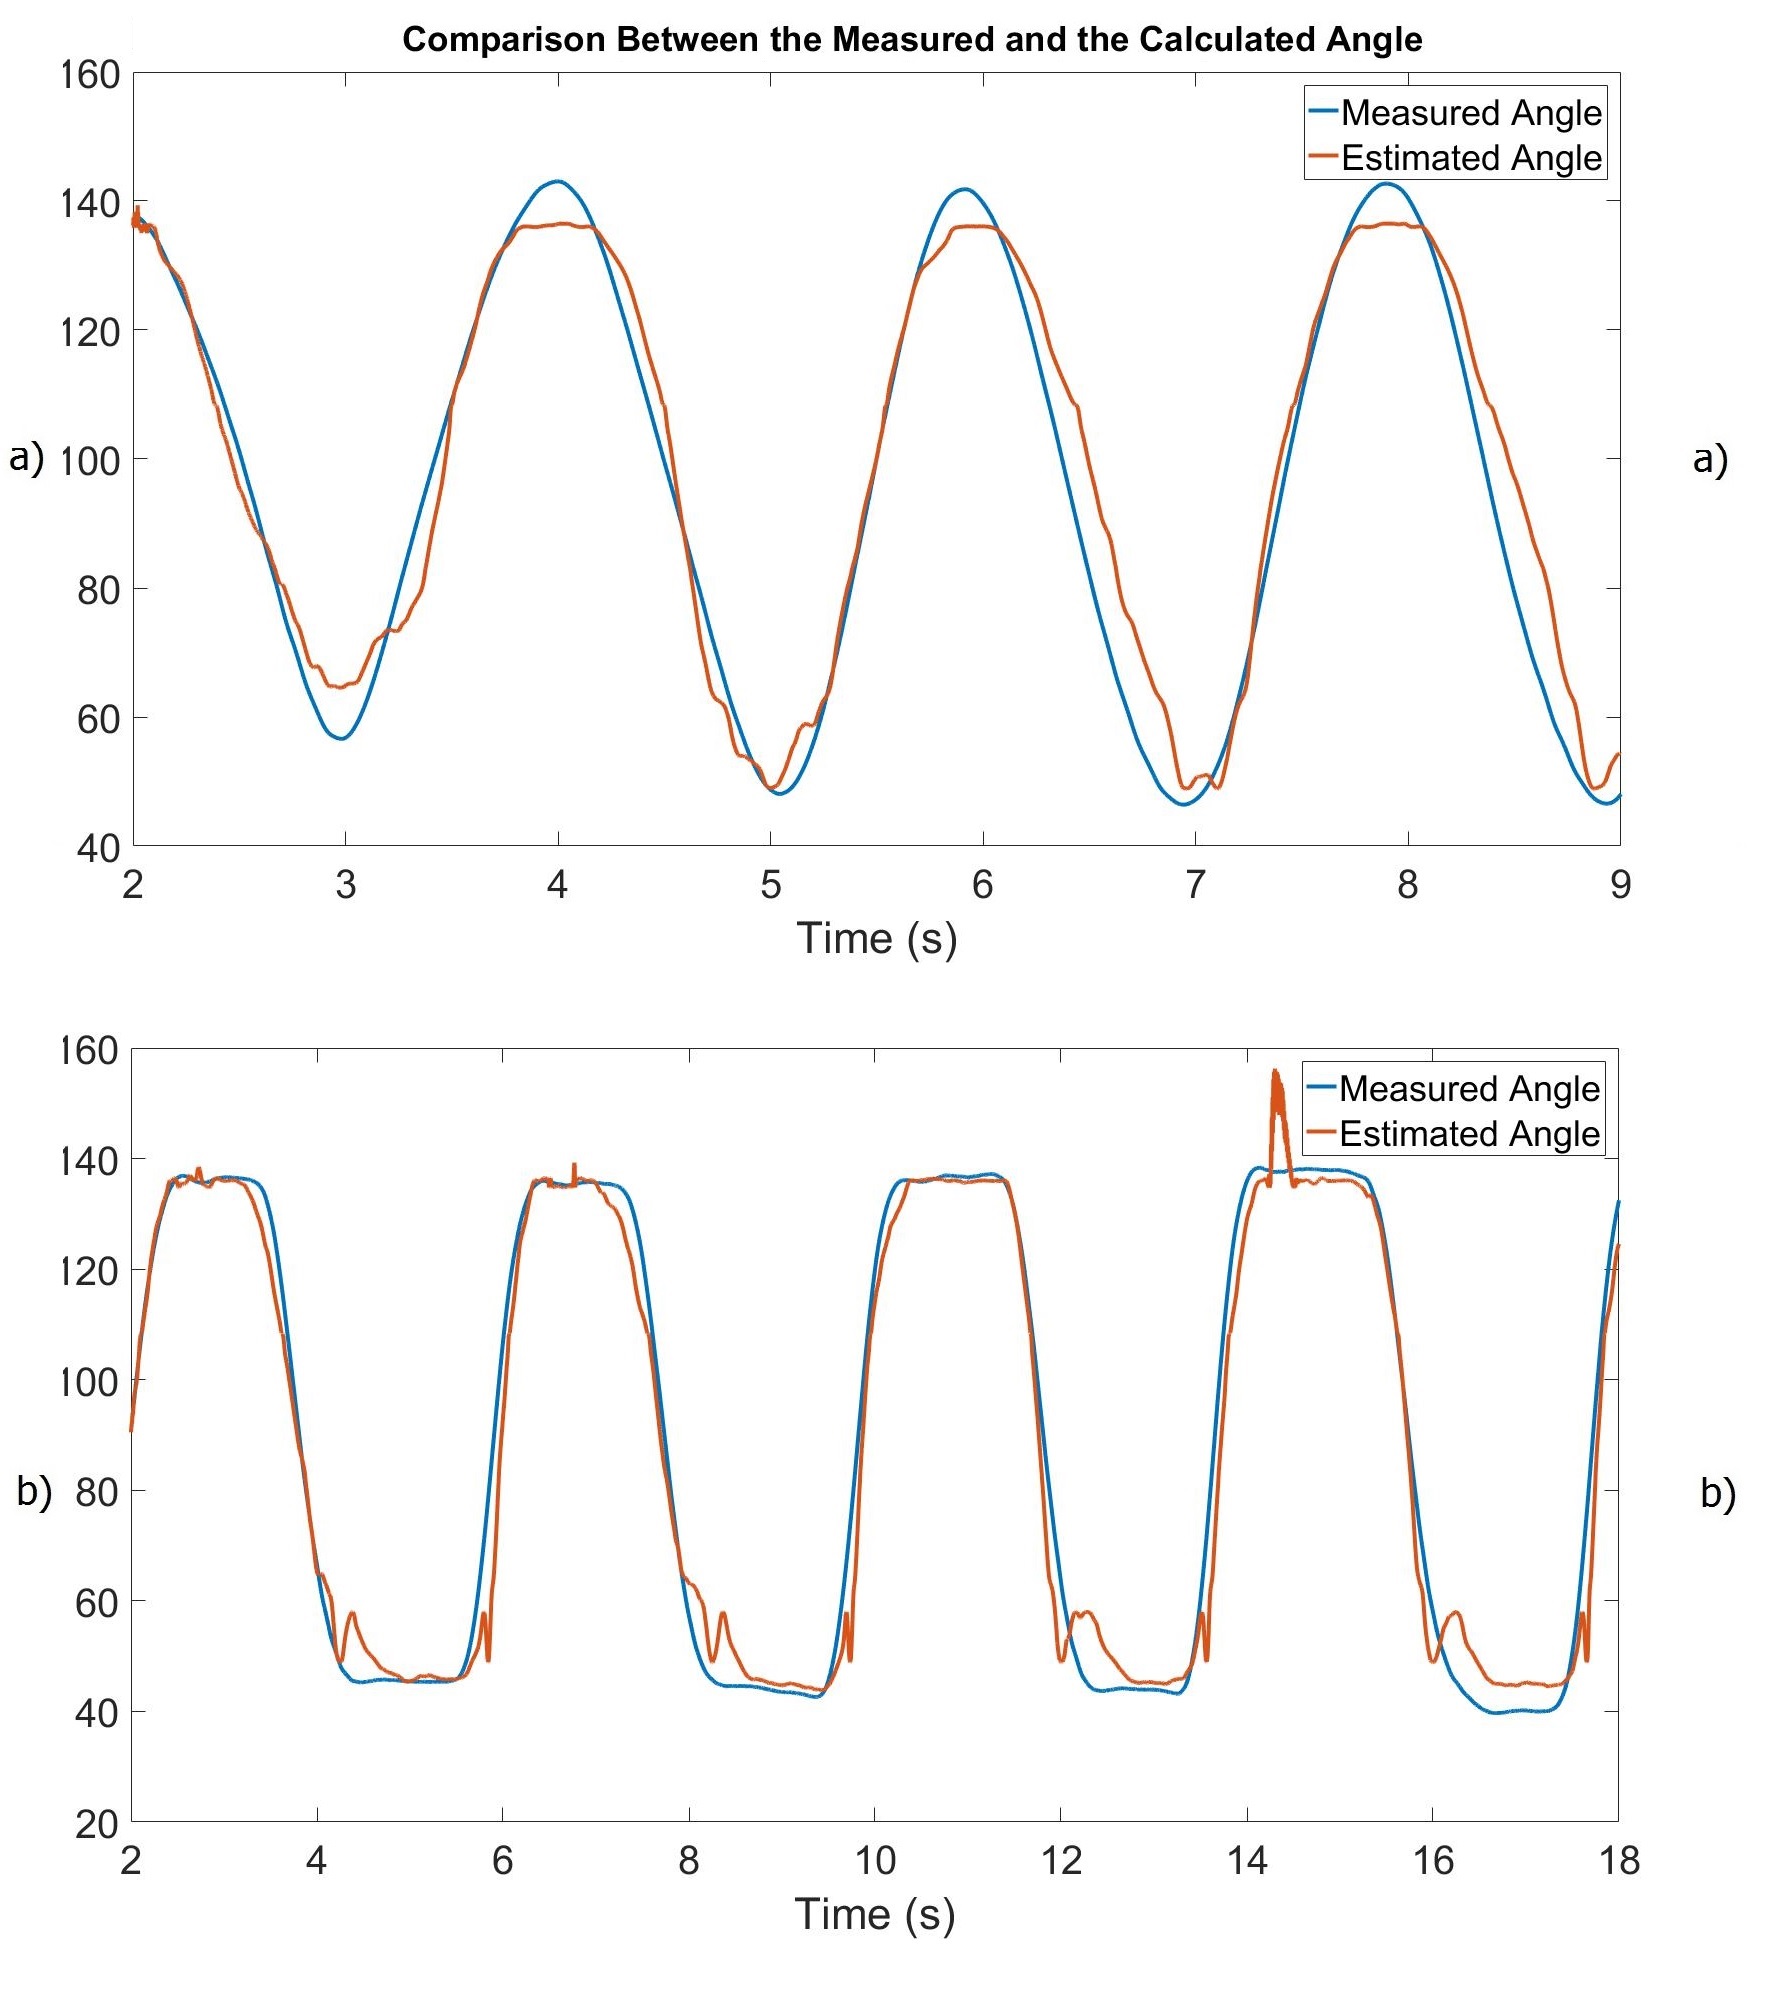 Comparison Between the Measured and the Calculated Angle
160
140
120
100
80
60
40
a)
a)
Measured Angle
Estimated Angle
2 3 4 5 6 7 8 9
Time (s)
160
140
120
100
80
60
40
20
b)
b)
Measured Angle
Estimated Angle
2 4 6 8 10 12 14 16 18
Time (s)